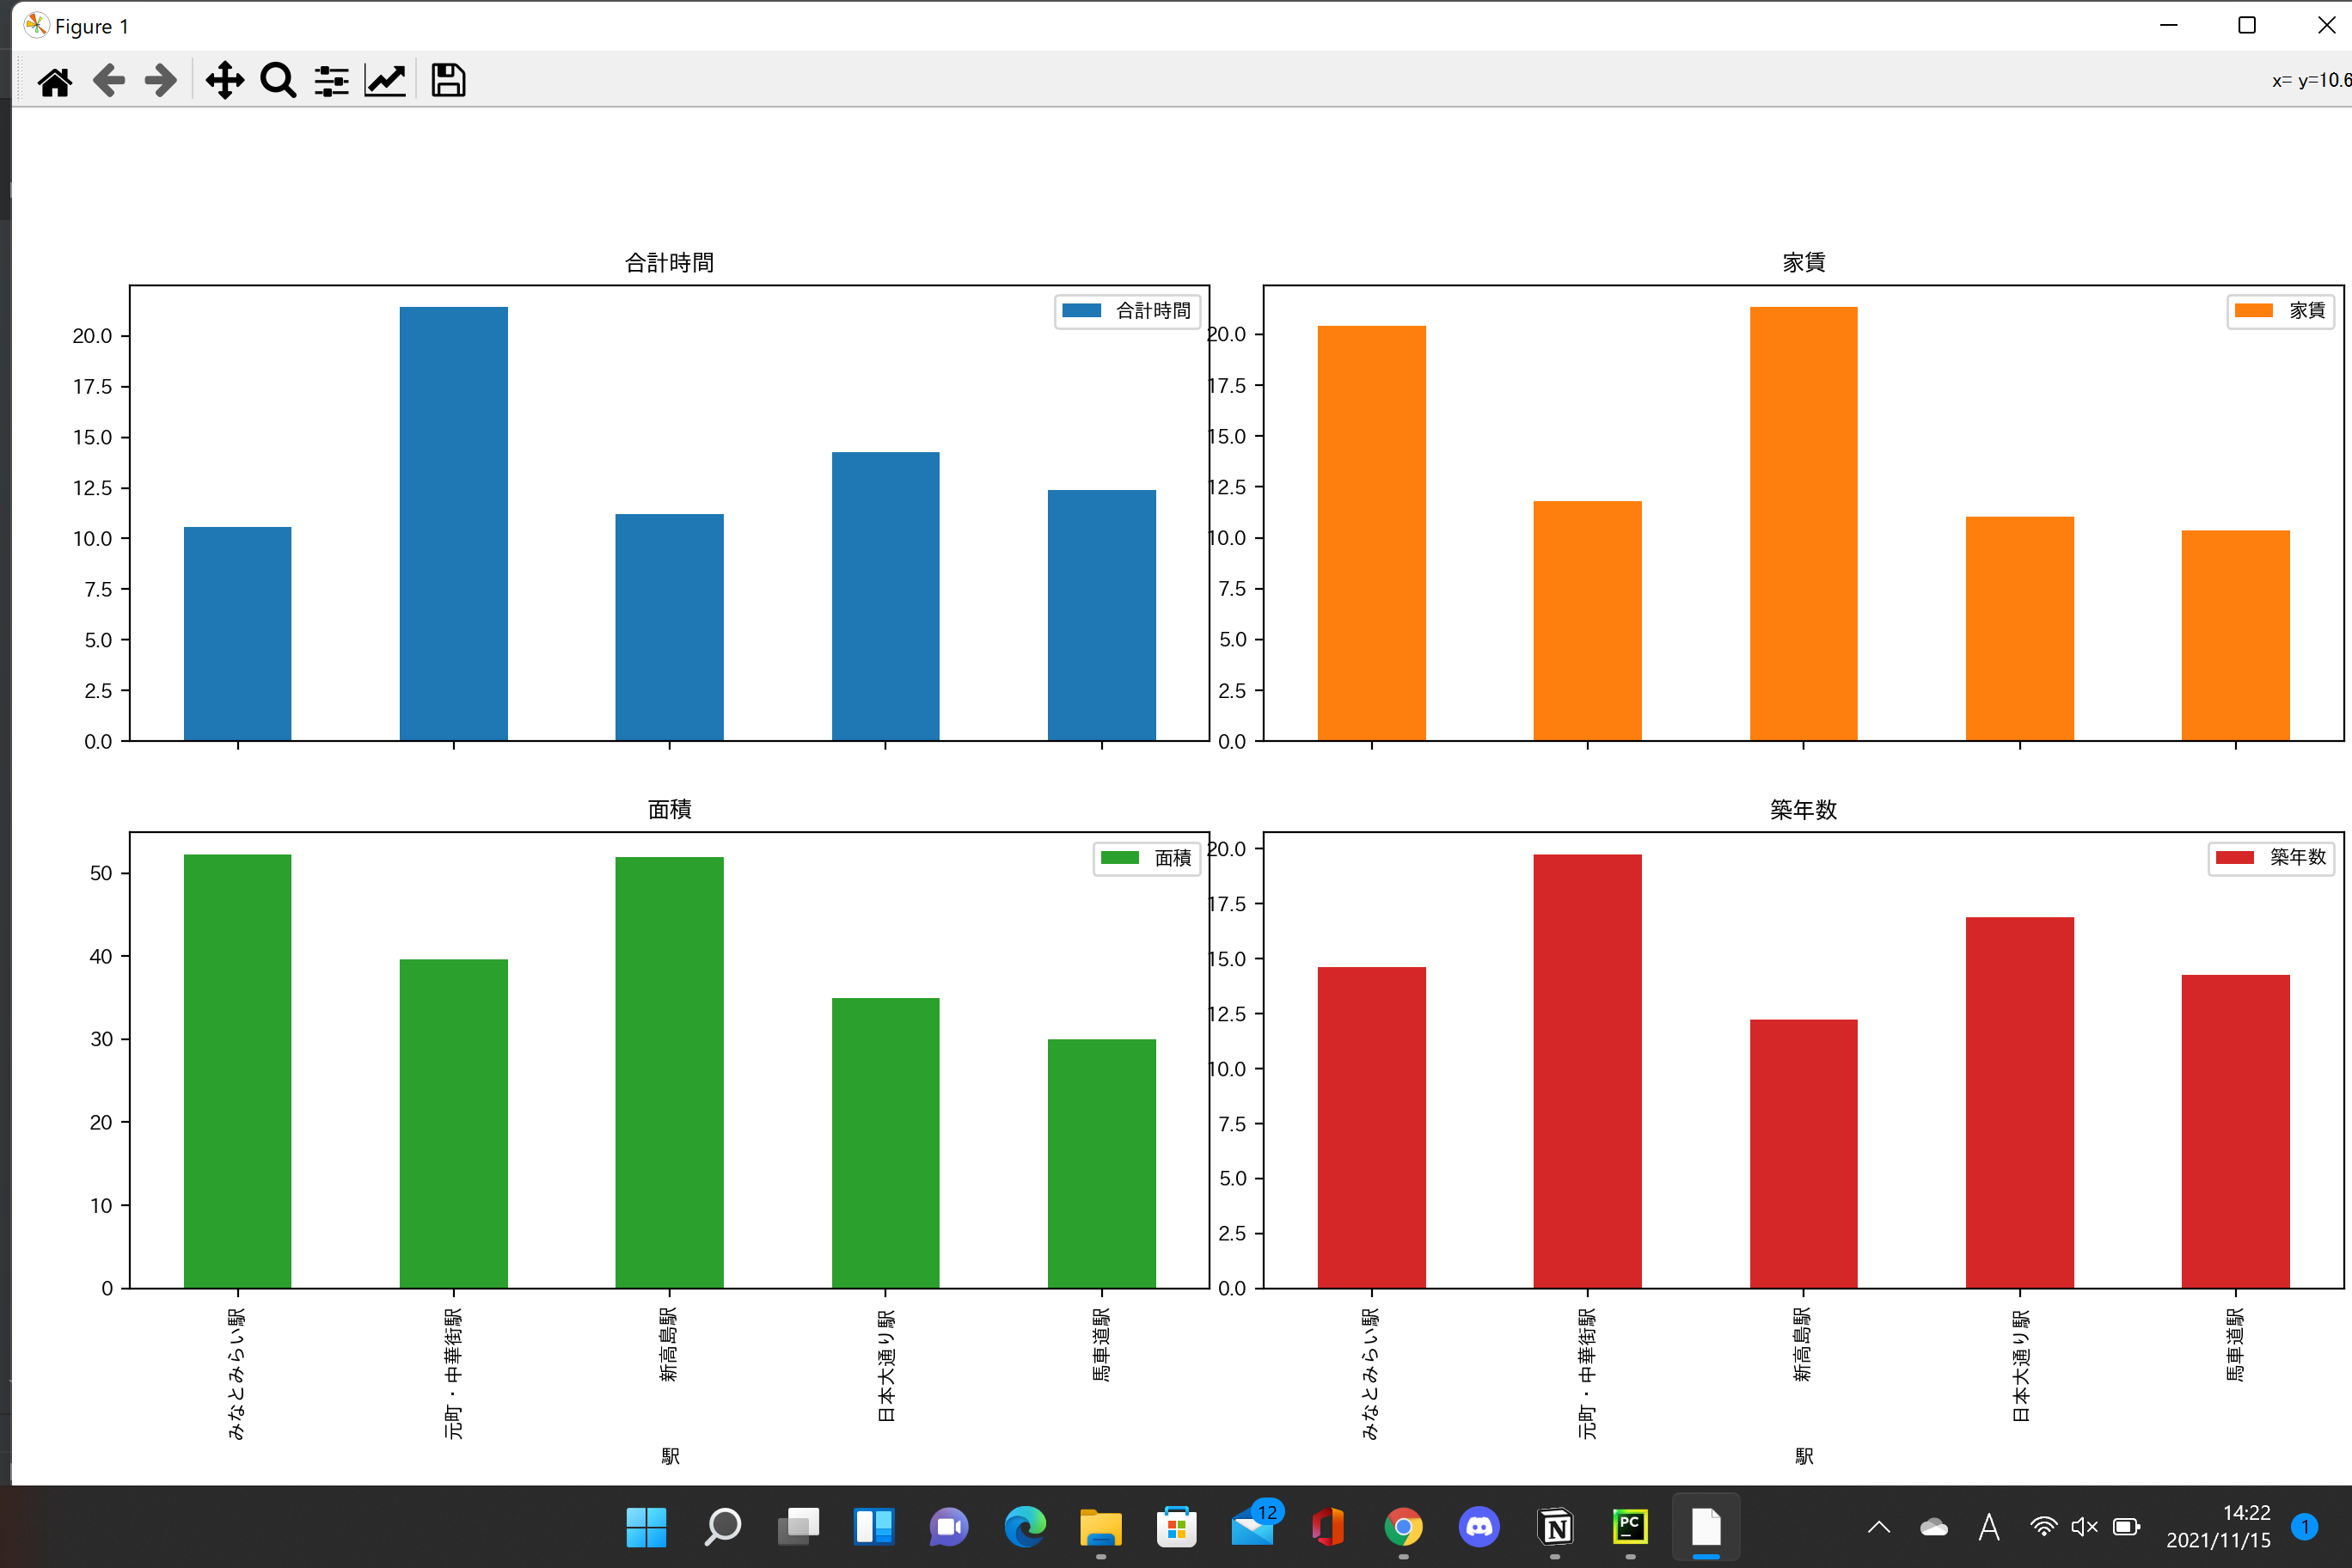 Figure 1
x= y=10.6
合計時間
合計時間
20.0
17.5
15.0
12.5
10.0
7.5
5.0
2.5
0.0
家賃
家賃
20.0
17.5
15.0
12.5
10.0
7.5
5.0
2.5
0.0
面積
面積
50
40
30
20
10
0
みなとみらい駅
元町・中華街駅
新高島駅
日本大通り駅
馬車道駅
駅
築年数
築年数
20.0
17.5
15.0
12.5
10.0
7.5
5.0
2.5
0.0
みなとみらい駅
元町・中華街駅
新高島駅
日本大通り駅
馬車道駅
駅
12
N
PC
A
14:22
2021/11/15
1